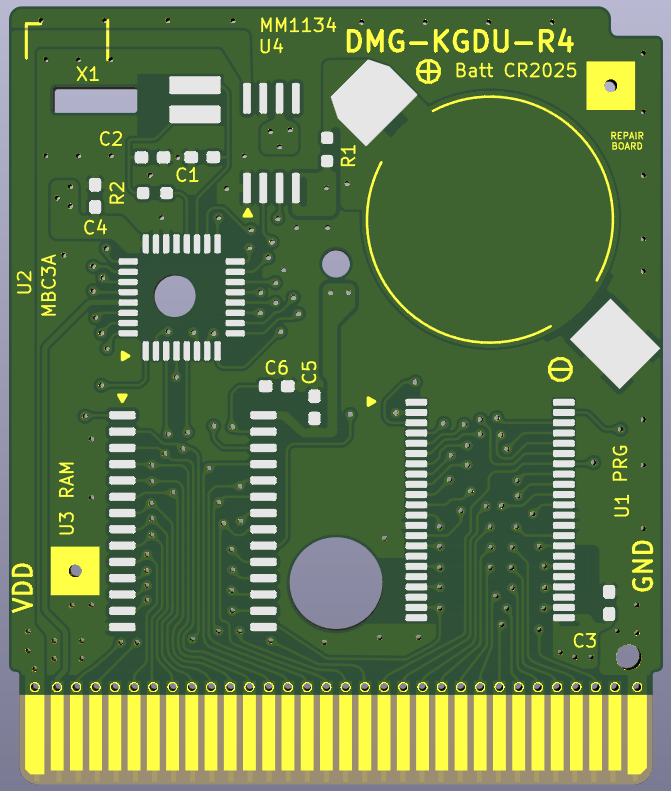 MM1134
U4
DMG-KGDU-R4
Batt CR2025
X1
REPAIR
BOARD
C2
R1
C1
R2
C4
U2
MBC3A
C6
C5
U3 RAM
U1 PRG
VDD
GND
C3